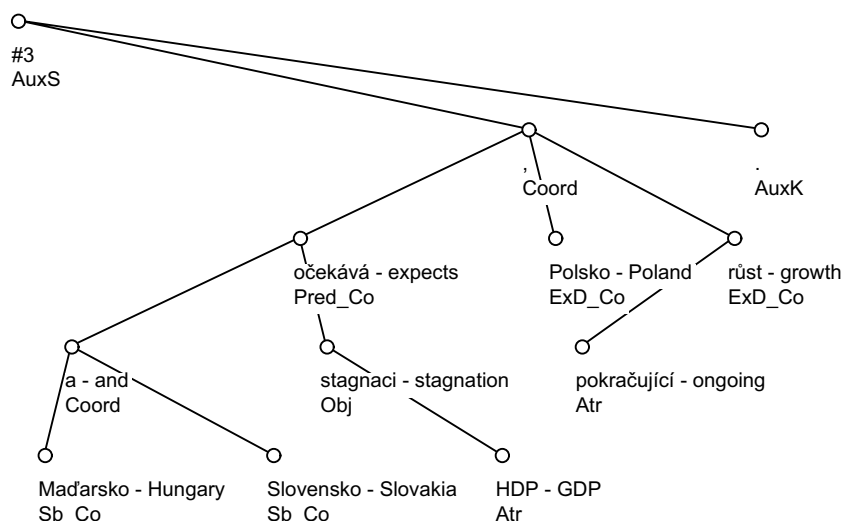 #3
AuxS
,
Coord
.
AuxK
očekává - expects
Pred_Co
Polsko - Poland
ExD_Co
růst - growth
ExD_Co
a - and
Coord
stagnaci - stagnation
Obj
pokračující - ongoing
Atr
Maďarsko - Hungary
Sb_Co
Slovensko - Slovakia
Sb_Co
HDP - GDP
Atr